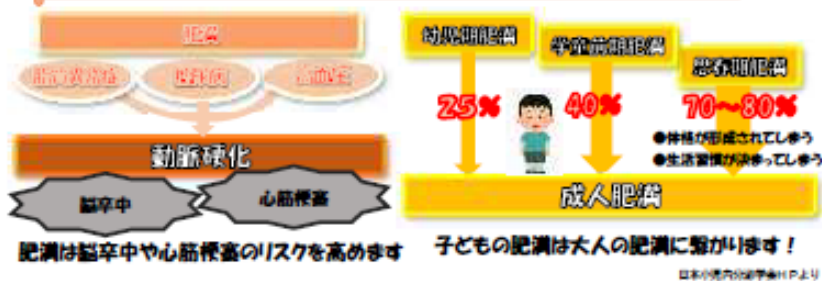 肥満
脂質異常症
糖尿病
高血圧
動脈硬化
脳卒中
心筋梗塞
肥満は脳卒中や心筋梗塞のリスクを高めます
幼児期肥満
学童前期肥満
思春期肥満
25%
40%
70〜80%
●体格が形成されてしまう
●生活習慣が決まってしまう
成人肥満
子どもの肥満は大人の肥満に繋がります！
日本小児内分泌学会HPより